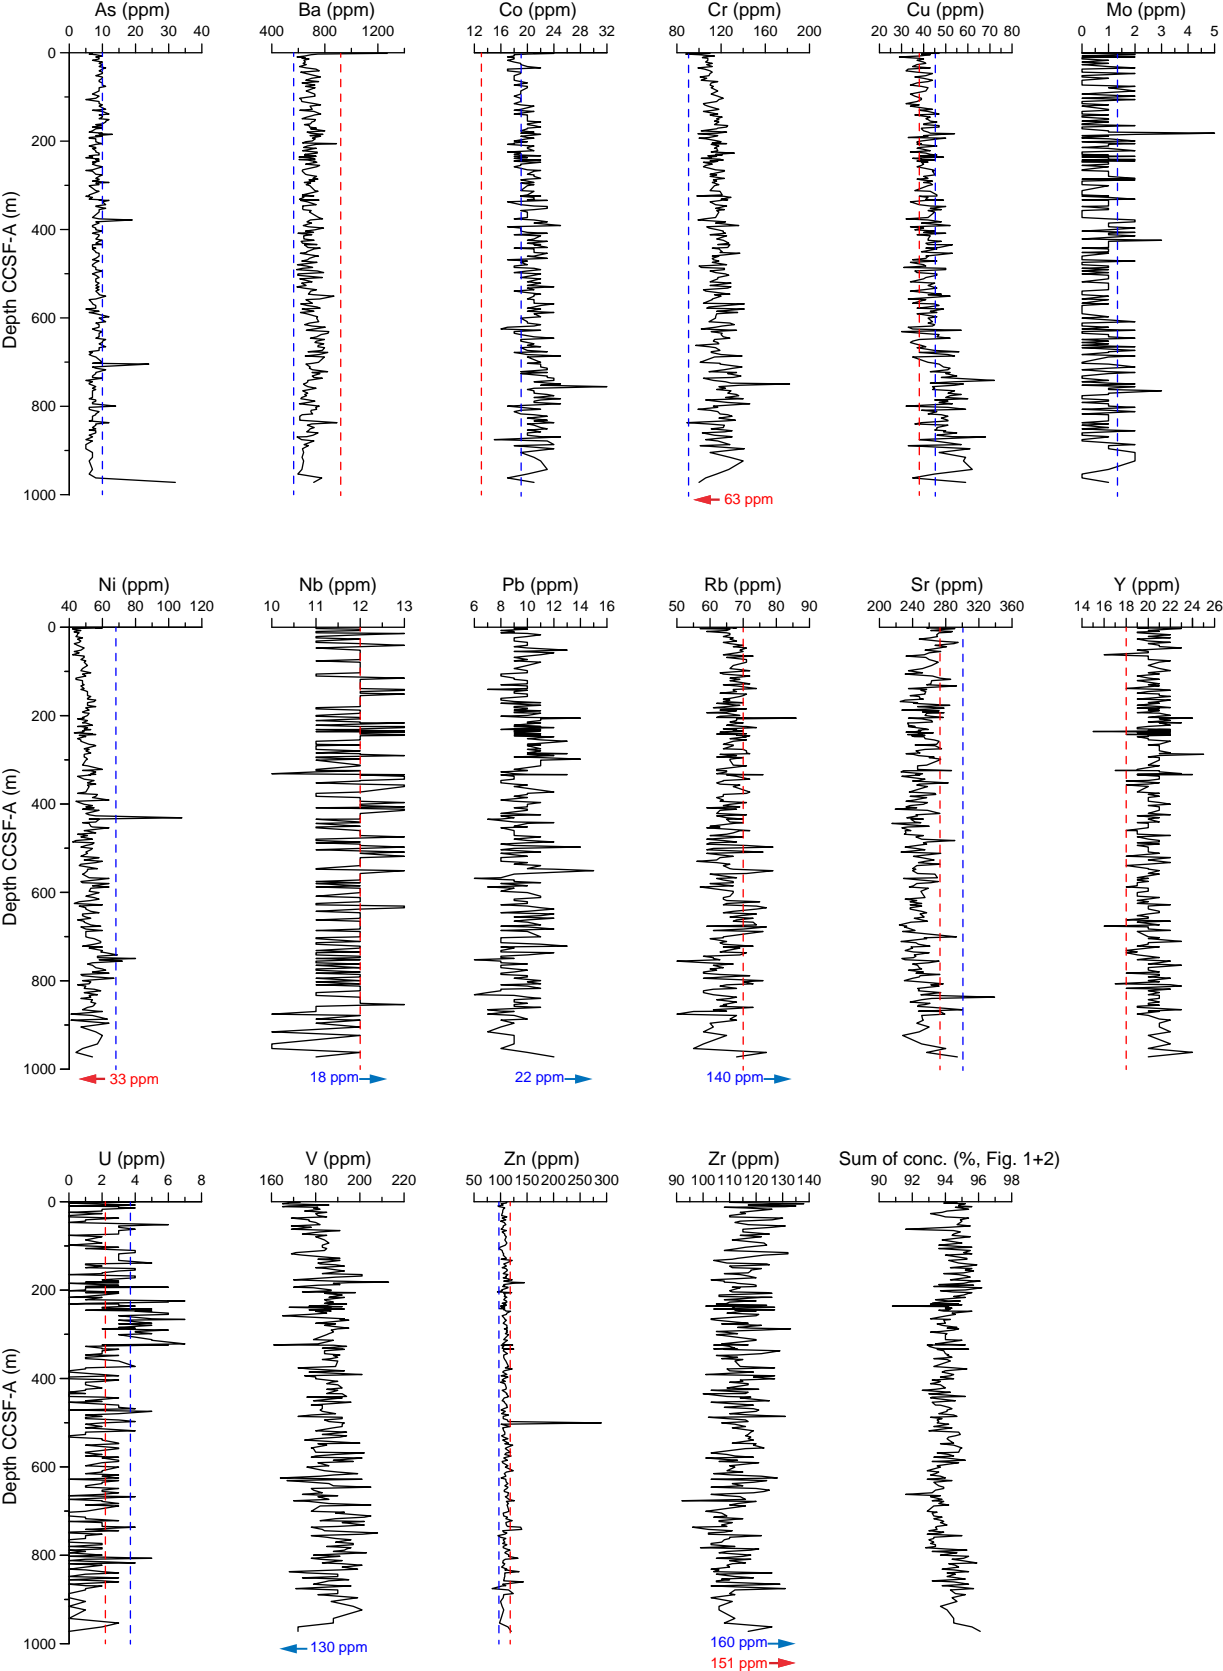 As (ppm) Ba (ppm) Co (ppm) Cr (ppm) Cu (ppm) Mo (ppm)
0 10 20 30 40 400 800 1200 12 16 20 24 28 32 80 120 160 200 20 30 40 50 60 70 80 0 1 2 3 4 5
0
200
400
600
800
1000
Depth CCSF-A (m)
63 ppm
Ni (ppm) Nb (ppm) Pb (ppm) Rb (ppm) Sr (ppm) Y (ppm)
40 60 80 100 120 10 11 12 13 6 8 10 12 14 16 50 60 70 80 90 200 240 280 320 360 14 16 18 20 22 24 26
0
200
400
600
800
1000
Depth CCSF-A (m)
33 ppm 18 ppm 22 ppm 140 ppm
U (ppm) V (ppm) Zn (ppm) Zr (ppm) Sum of conc. (%, Fig. 1+2)
0 2 4 6 8 160 180 200 220 50 100 150 200 250 300 90 100 110 120 130 140 90 92 94 96 98
0
200
400
600
800
1000
Depth CCSF-A (m)
130 ppm 160 ppm
151 ppm